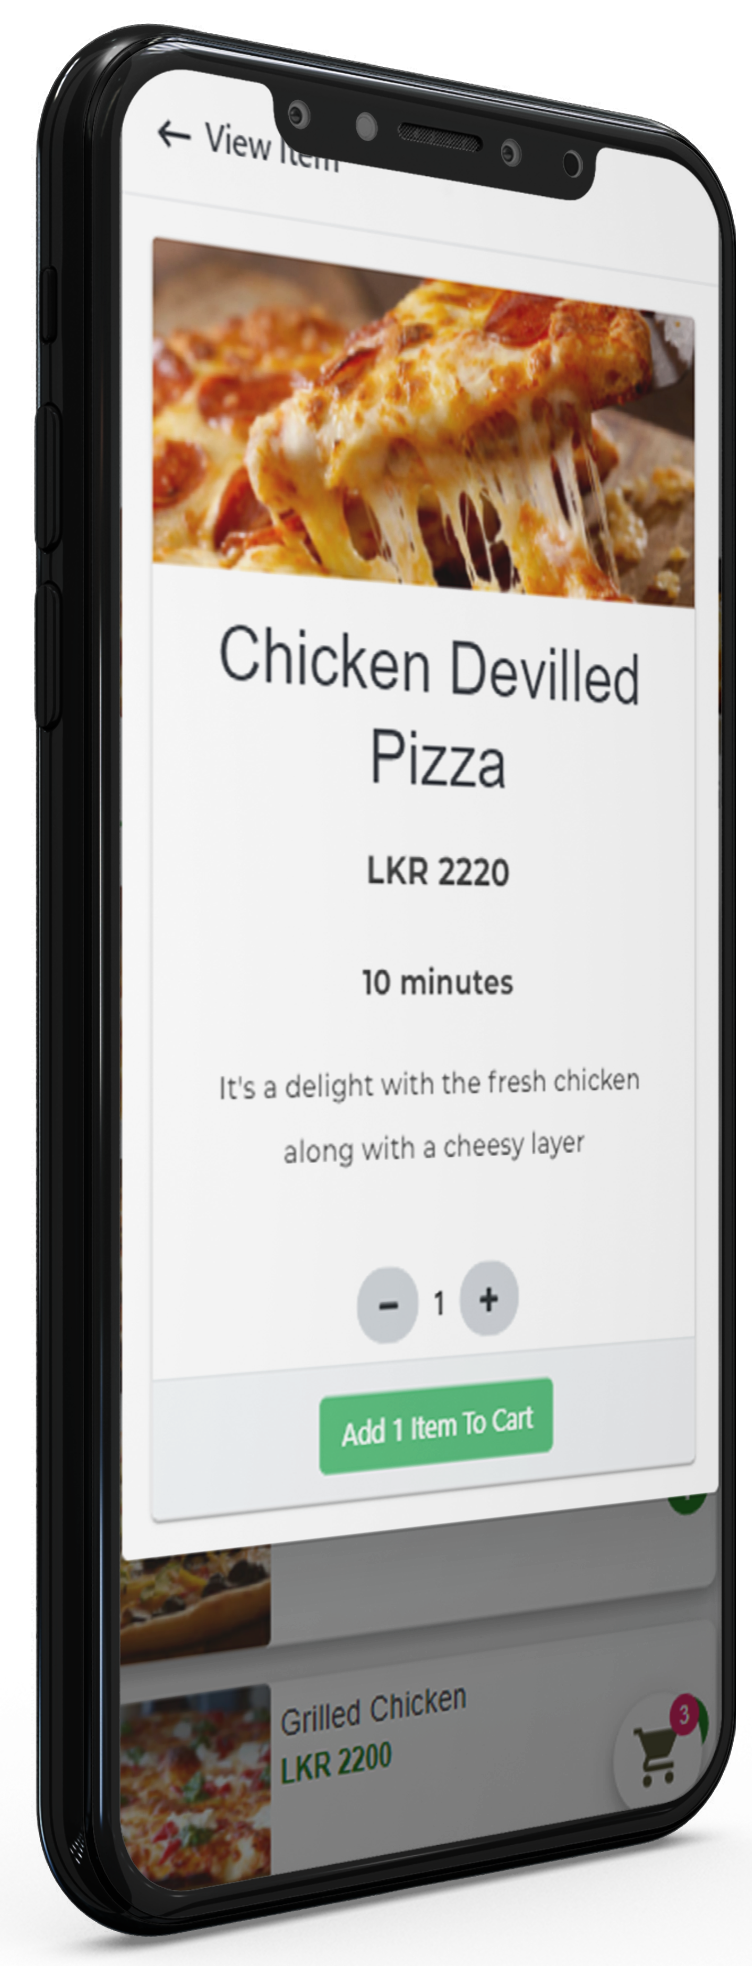 ← View Item
Chicken Devilled
Pizza
LKR 2220
10 minutes
It's a delight with the fresh chicken
along with a cheesy layer
− 1 +
Add 1 Item To Cart
Grilled Chicken
LKR 2200
3